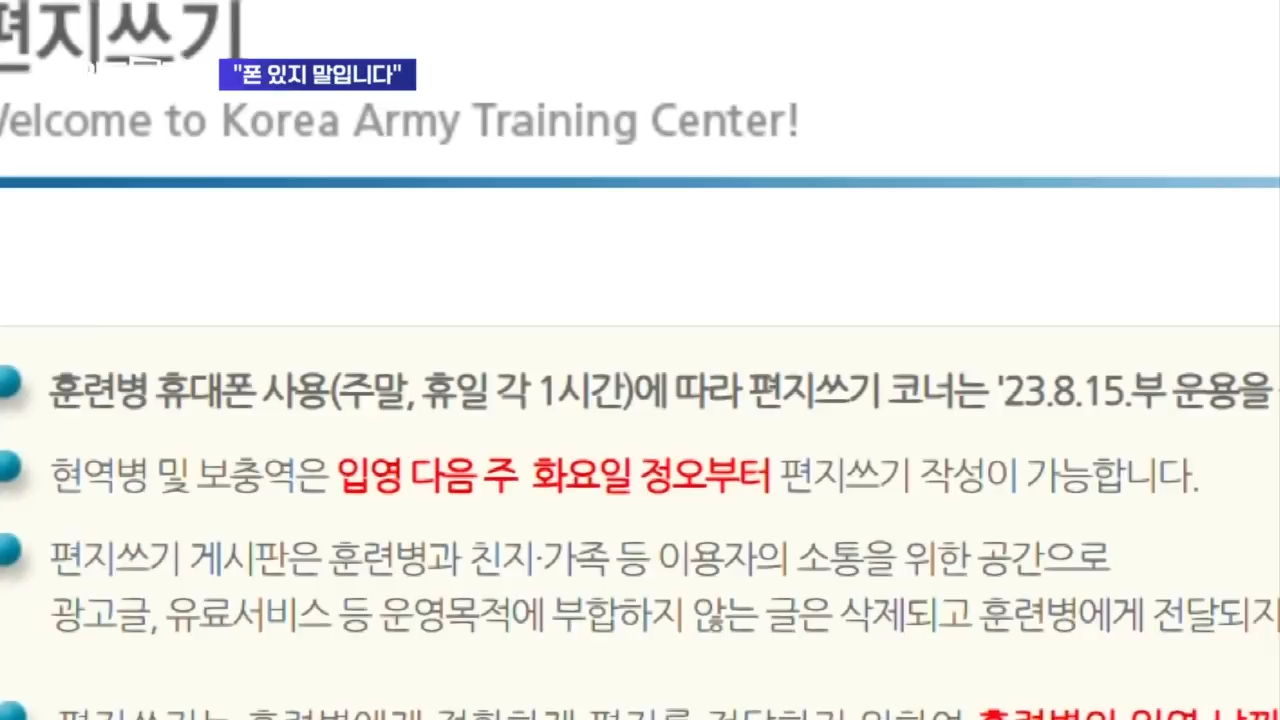 편지쓰기
"폰 있지 말입니다"
Welcome to Korea Army Training Center!
훈련병 휴대폰 사용(주말, 휴일 각 1시간)에 따라 편지쓰기 코너는 '23.8.15.부 운용을
현역병 및 보충역은 입영 다음 주 화요일 정오부터 편지쓰기 작성이 가능합니다.
편지쓰기 게시판은 훈련병과 친지·가족 등 이용자의 소통을 위한 공간으로
광고글, 유료서비스 등 운영목적에 부합하지 않는 글은 삭제되고 훈련병에게 전달되지